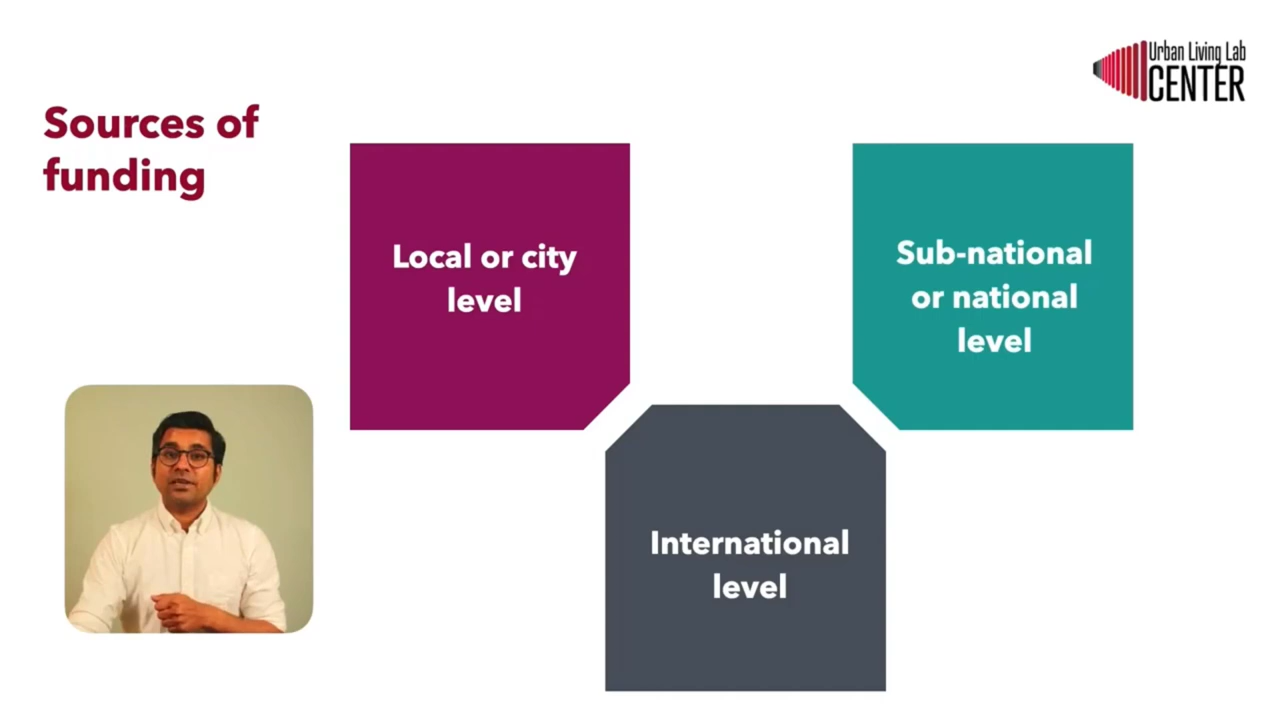 Urban Living Lab
CENTER
Sources of
funding
Local or city
level
Sub-national
or national
level
International
level